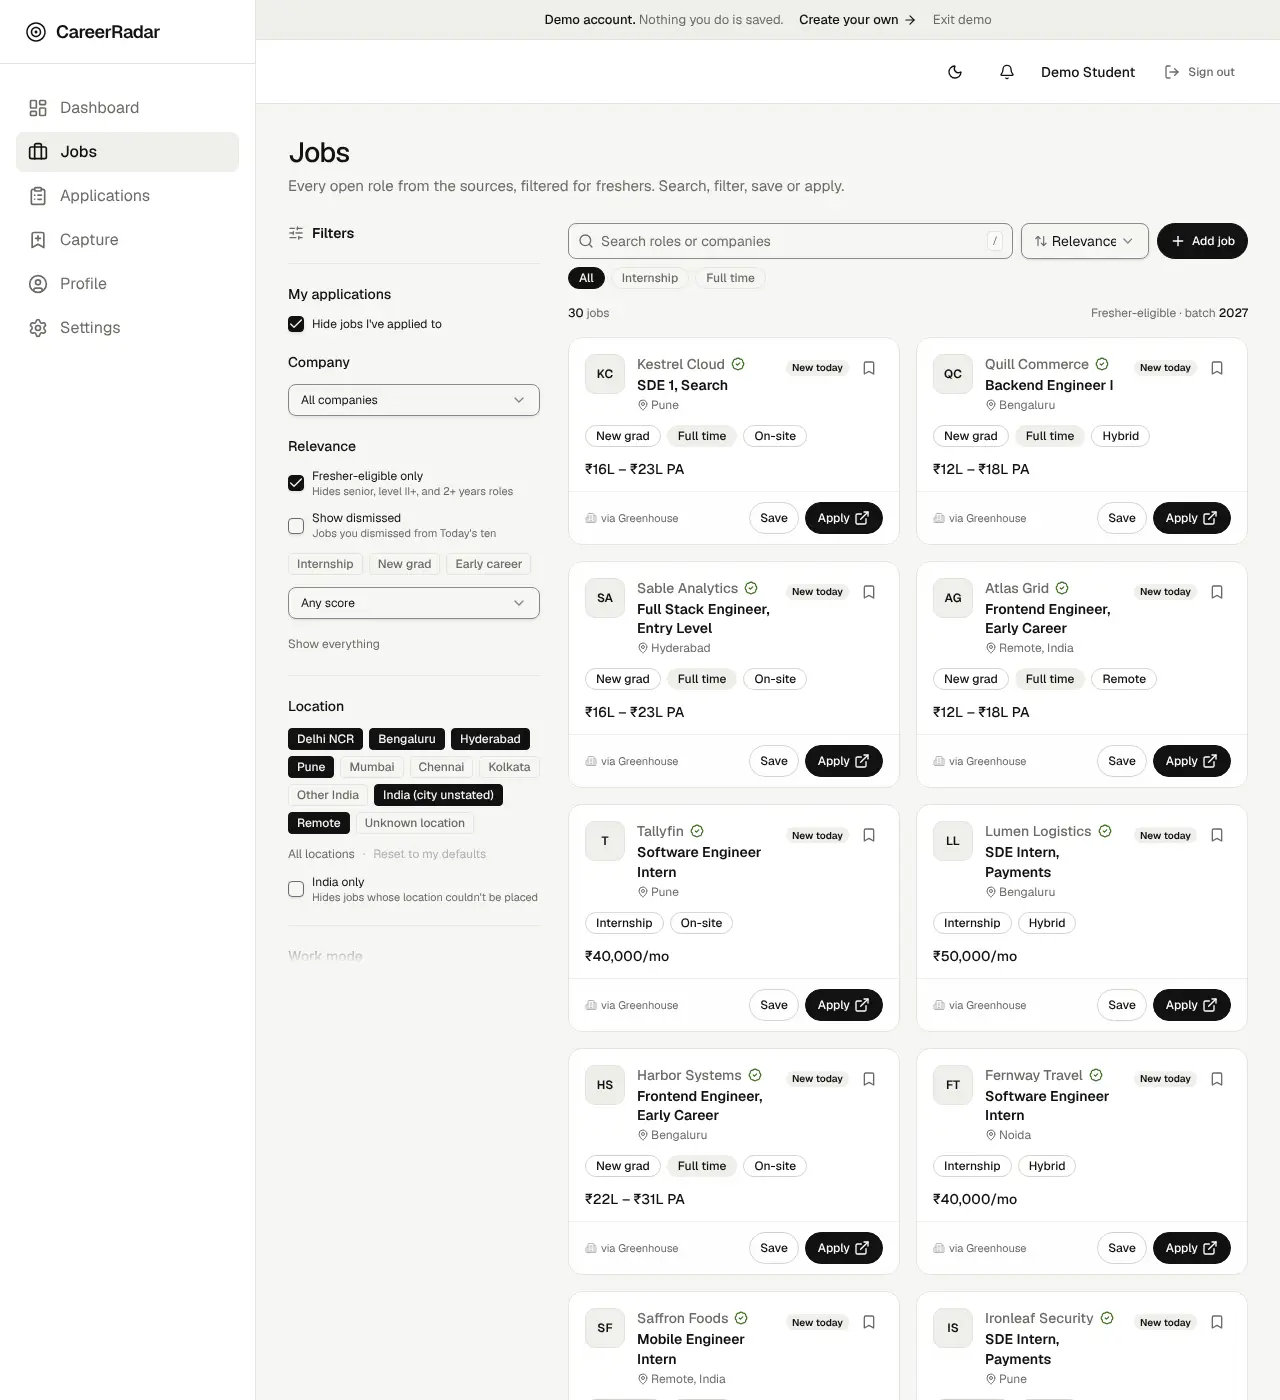 CareerRadar
Demo account. Nothing you do is saved. Create your own → Exit demo
Demo Student Sign out
Dashboard
Jobs
Applications
Capture
Profile
Settings
Jobs
Every open role from the sources, filtered for freshers. Search, filter, save or apply.
Filters
My applications
Hide jobs I've applied to
Company
All companies
Relevance
Fresher-eligible only
Hides senior, level II+, and 2+ years roles
Show dismissed
Jobs you dismissed from Today's ten
Internship New grad Early career
Any score
Show everything
Location
Delhi NCR Bengaluru Hyderabad
Pune Mumbai Chennai Kolkata
Other India India (city unstated)
Remote Unknown location
All locations · Reset to my defaults
India only
Hides jobs whose location couldn't be placed
Work mode
Search roles or companies / Relevance + Add job
All Internship Full time
30 jobs Fresher-eligible · batch 2027
KC
Kestrel Cloud New today
SDE 1, Search
Pune
New grad Full time On-site
₹16L – ₹23L PA
via Greenhouse Save Apply
QC
Quill Commerce New today
Backend Engineer I
Bengaluru
New grad Full time Hybrid
₹12L – ₹18L PA
via Greenhouse Save Apply
SA
Sable Analytics New today
Full Stack Engineer,
Entry Level
Hyderabad
New grad Full time On-site
₹16L – ₹23L PA
via Greenhouse Save Apply
AG
Atlas Grid New today
Frontend Engineer,
Early Career
Remote, India
New grad Full time Remote
₹12L – ₹18L PA
via Greenhouse Save Apply
T
Tallyfin New today
Software Engineer
Intern
Pune
Internship On-site
₹40,000/mo
via Greenhouse Save Apply
LL
Lumen Logistics New today
SDE Intern,
Payments
Bengaluru
Internship Hybrid
₹50,000/mo
via Greenhouse Save Apply
HS
Harbor Systems New today
Frontend Engineer,
Early Career
Bengaluru
New grad Full time On-site
₹22L – ₹31L PA
via Greenhouse Save Apply
FT
Fernway Travel New today
Software Engineer
Intern
Noida
Internship Hybrid
₹40,000/mo
via Greenhouse Save Apply
SF
Saffron Foods New today
Mobile Engineer
Intern
Remote, India
IS
Ironleaf Security New today
SDE Intern,
Payments
Pune